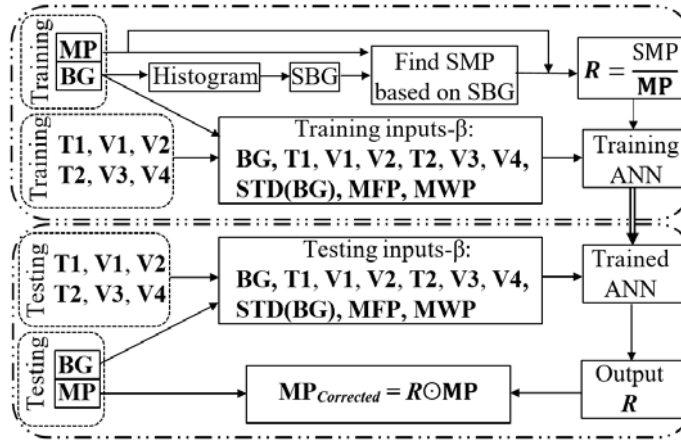 Training
MP
BG
Histogram
SBG
Find SMP
based on SBG
R = SMP
MP
Training
T1, V1, V2
T2, V3, V4
Training inputs-β:
BG, T1, V1, V2, T2, V3, V4,
STD(BG), MFP, MWP
Training
ANN
Testing
T1, V1, V2
T2, V3, V4
Testing inputs-β:
BG, T1, V1, V2, T2, V3, V4,
STD(BG), MFP, MWP
Trained
ANN
Testing
BG
MP
MP_Corrected = R⊙MP
Output
R